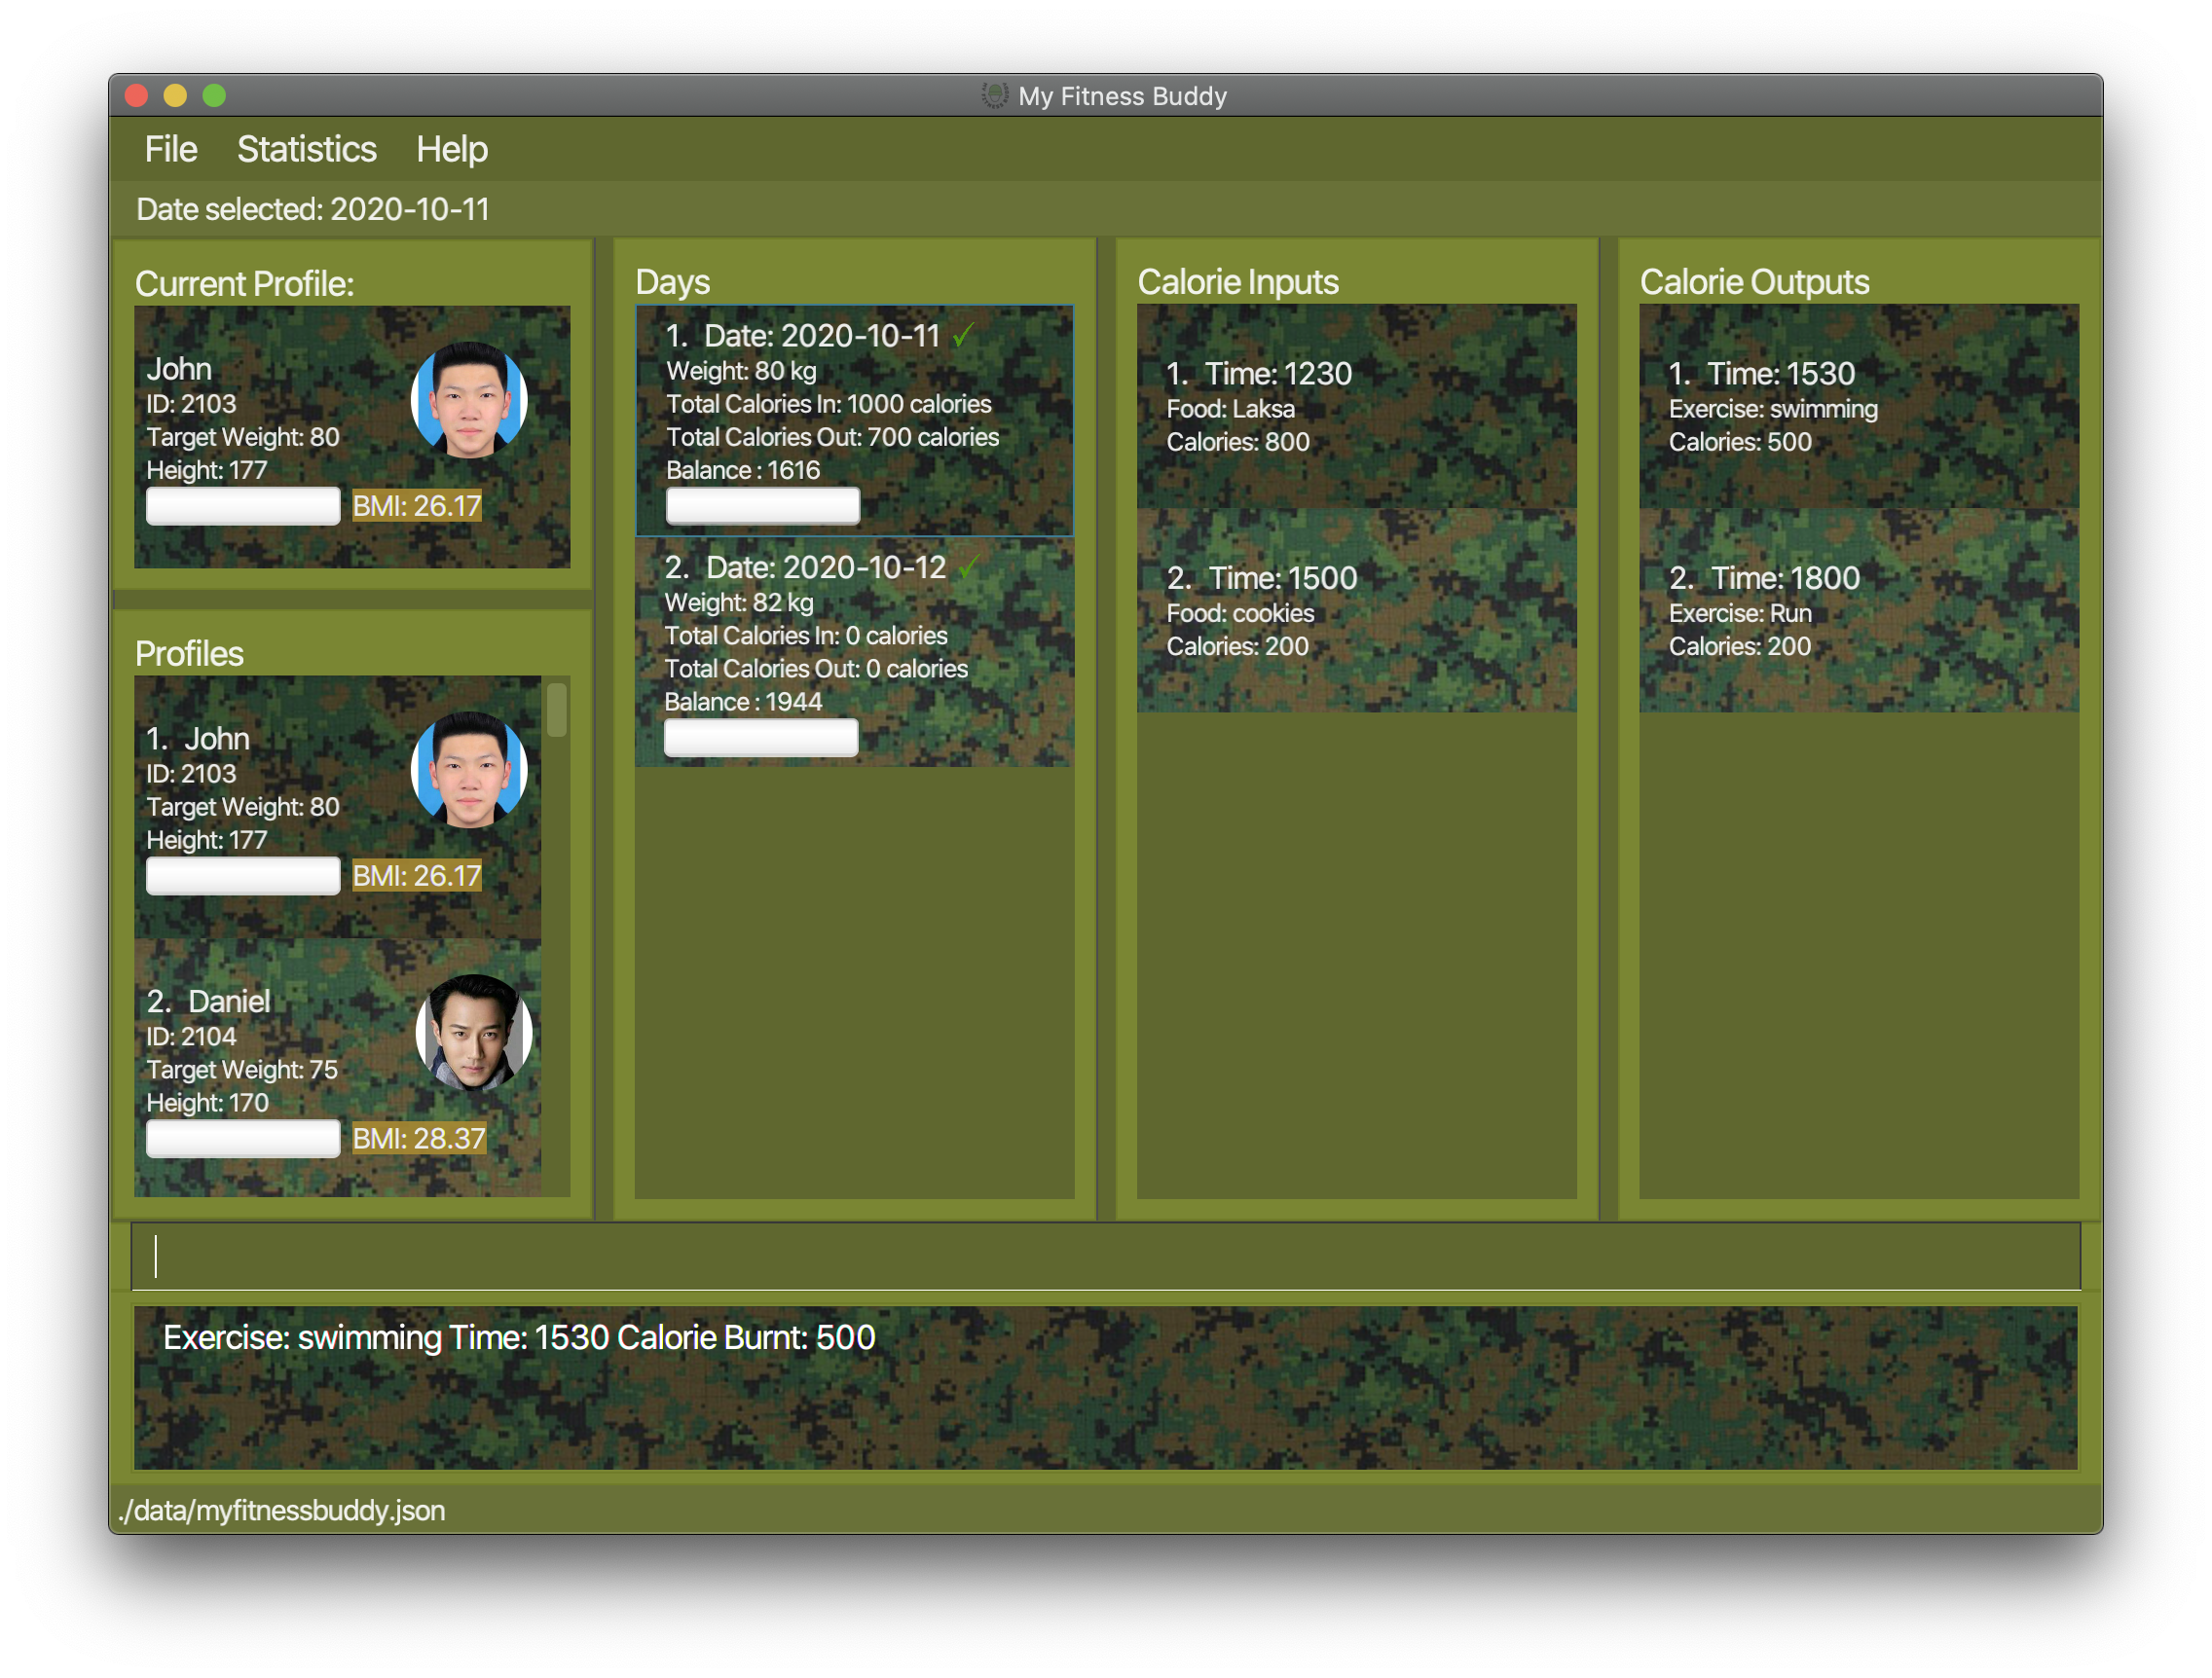 My Fitness Buddy
File Statistics Help
Date selected: 2020-10-11
Current Profile:
John
ID: 2103
Target Weight: 80
Height: 177
BMI: 26.17
Profiles
1. John
ID: 2103
Target Weight: 80
Height: 177
BMI: 26.17
2. Daniel
ID: 2104
Target Weight: 75
Height: 170
BMI: 28.37
Days
1. Date: 2020-10-11 ✓
Weight: 80 kg
Total Calories In: 1000 calories
Total Calories Out: 700 calories
Balance : 1616
2. Date: 2020-10-12 ✓
Weight: 82 kg
Total Calories In: 0 calories
Total Calories Out: 0 calories
Balance : 1944
Calorie Inputs
1. Time: 1230
Food: Laksa
Calories: 800
2. Time: 1500
Food: cookies
Calories: 200
Calorie Outputs
1. Time: 1530
Exercise: swimming
Calories: 500
2. Time: 1800
Exercise: Run
Calories: 200
Exercise: swimming Time: 1530 Calorie Burnt: 500
./data/myfitnessbuddy.json